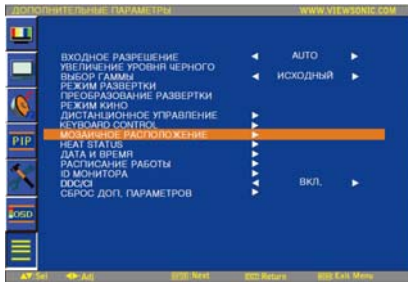 ДОПОЛНИТЕЛЬНЫЕ ПАРАМЕТРЫ WWW.VIEWSONIC.COM
ВХОДНОЕ РАЗРЕШЕНИЕ AUTO
УВЕЛИЧЕНИЕ УРОВНЯ ЧЕРНОГО
ВЫБОР ГАММЫ ИСХОДНЫЙ
РЕЖИМ РАЗВЕРТКИ
ПРЕОБРАЗОВАНИЕ РАЗВЕРТКИ
РЕЖИМ КИНО
ДИСТАНЦИОННОЕ УПРАВЛЕНИЕ
KEYBOARD CONTROL
МОЗАИЧНОЕ РАСПОЛОЖЕНИЕ
HEAT STATUS
ДАТА И ВРЕМЯ
РАСПИСАНИЕ РАБОТЫ
ID МОНИТОРА
DDC/CI ВКЛ.
СБРОС ДОП. ПАРАМЕТРОВ
PIP
OSD
Sel Adj Next Return Exit Menu